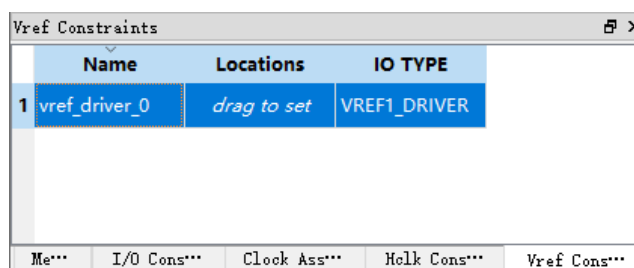 Vref Constraints
Name Locations IO TYPE
1 vref_driver_0 drag to set VREF1_DRIVER
Me··· I/O Cons··· Clock Ass··· Hclk Cons··· Vref Cons···